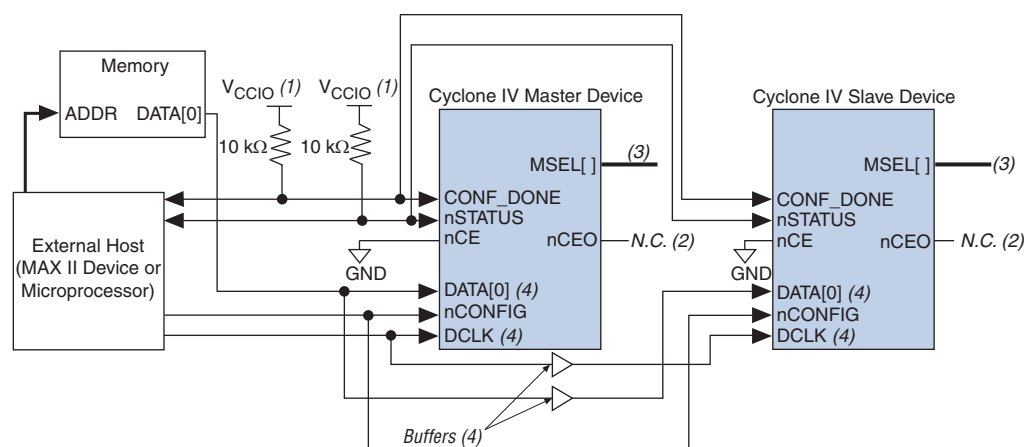 Memory
ADDR DATA[0]
VCCIO (1)
VCCIO (1)
10 kΩ
10 kΩ
Cyclone IV Master Device
MSEL[ ]
(3)
CONF_DONE
nSTATUS
nCE
nCEO
N.C. (2)
GND
DATA[0] (4)
nCONFIG
DCLK (4)
Cyclone IV Slave Device
MSEL[ ]
(3)
CONF_DONE
nSTATUS
nCE
nCEO
N.C. (2)
GND
DATA[0] (4)
nCONFIG
DCLK (4)
External Host
(MAX II Device or
Microprocessor)
Buffers (4)